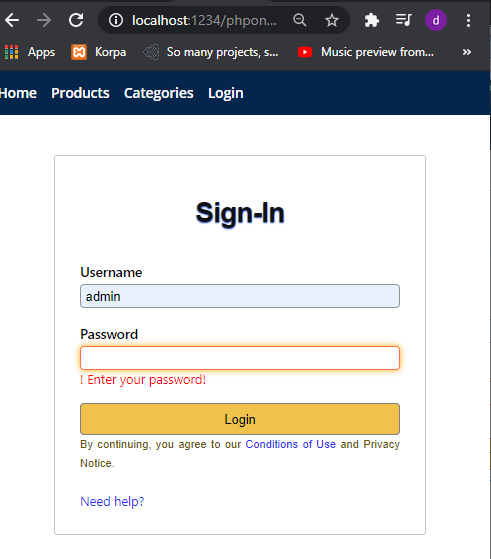 localhost:1234/phpon...
d
Apps Korpa So many projects, s... Music preview from... »
Home Products Categories Login
Sign-In
Username
admin
Password
! Enter your password!
Login
By continuing, you agree to our Conditions of Use and Privacy
Notice.
Need help?